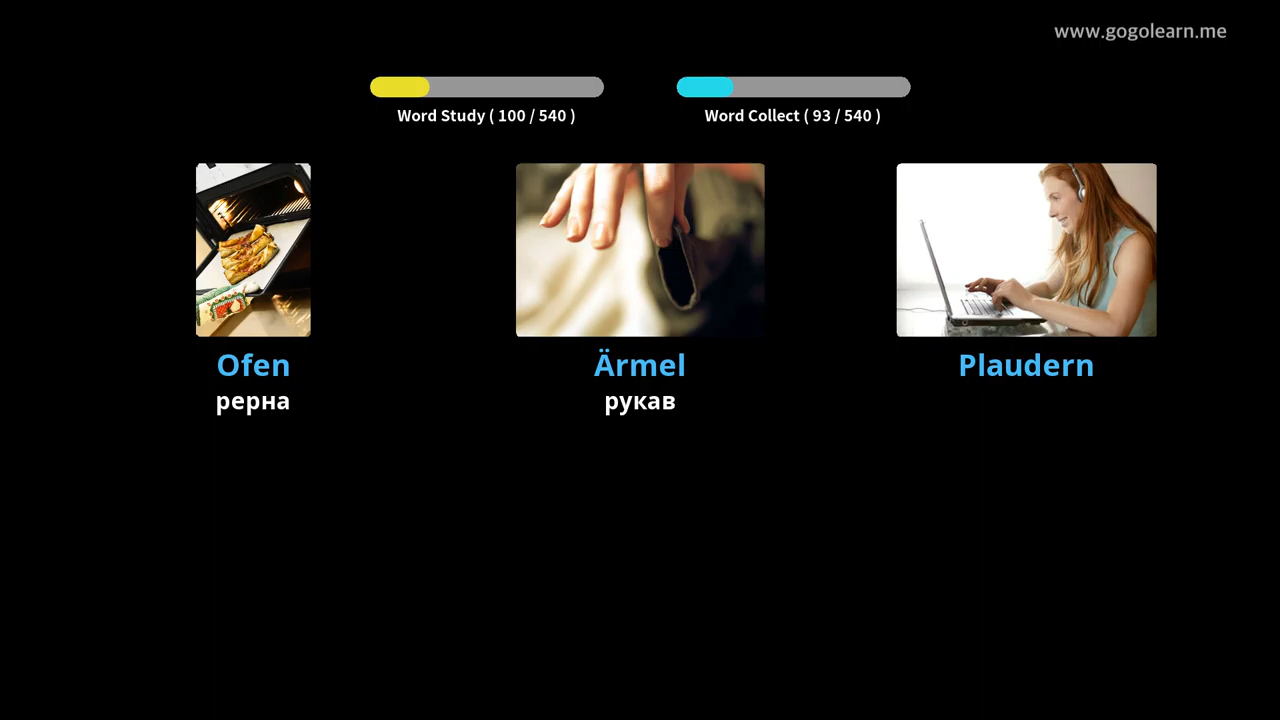 www.gogolearn.me
Word Study ( 100 / 540 )
Word Collect ( 93 / 540 )
Ofen
рерна
Ärmel
рукав
Plaudern